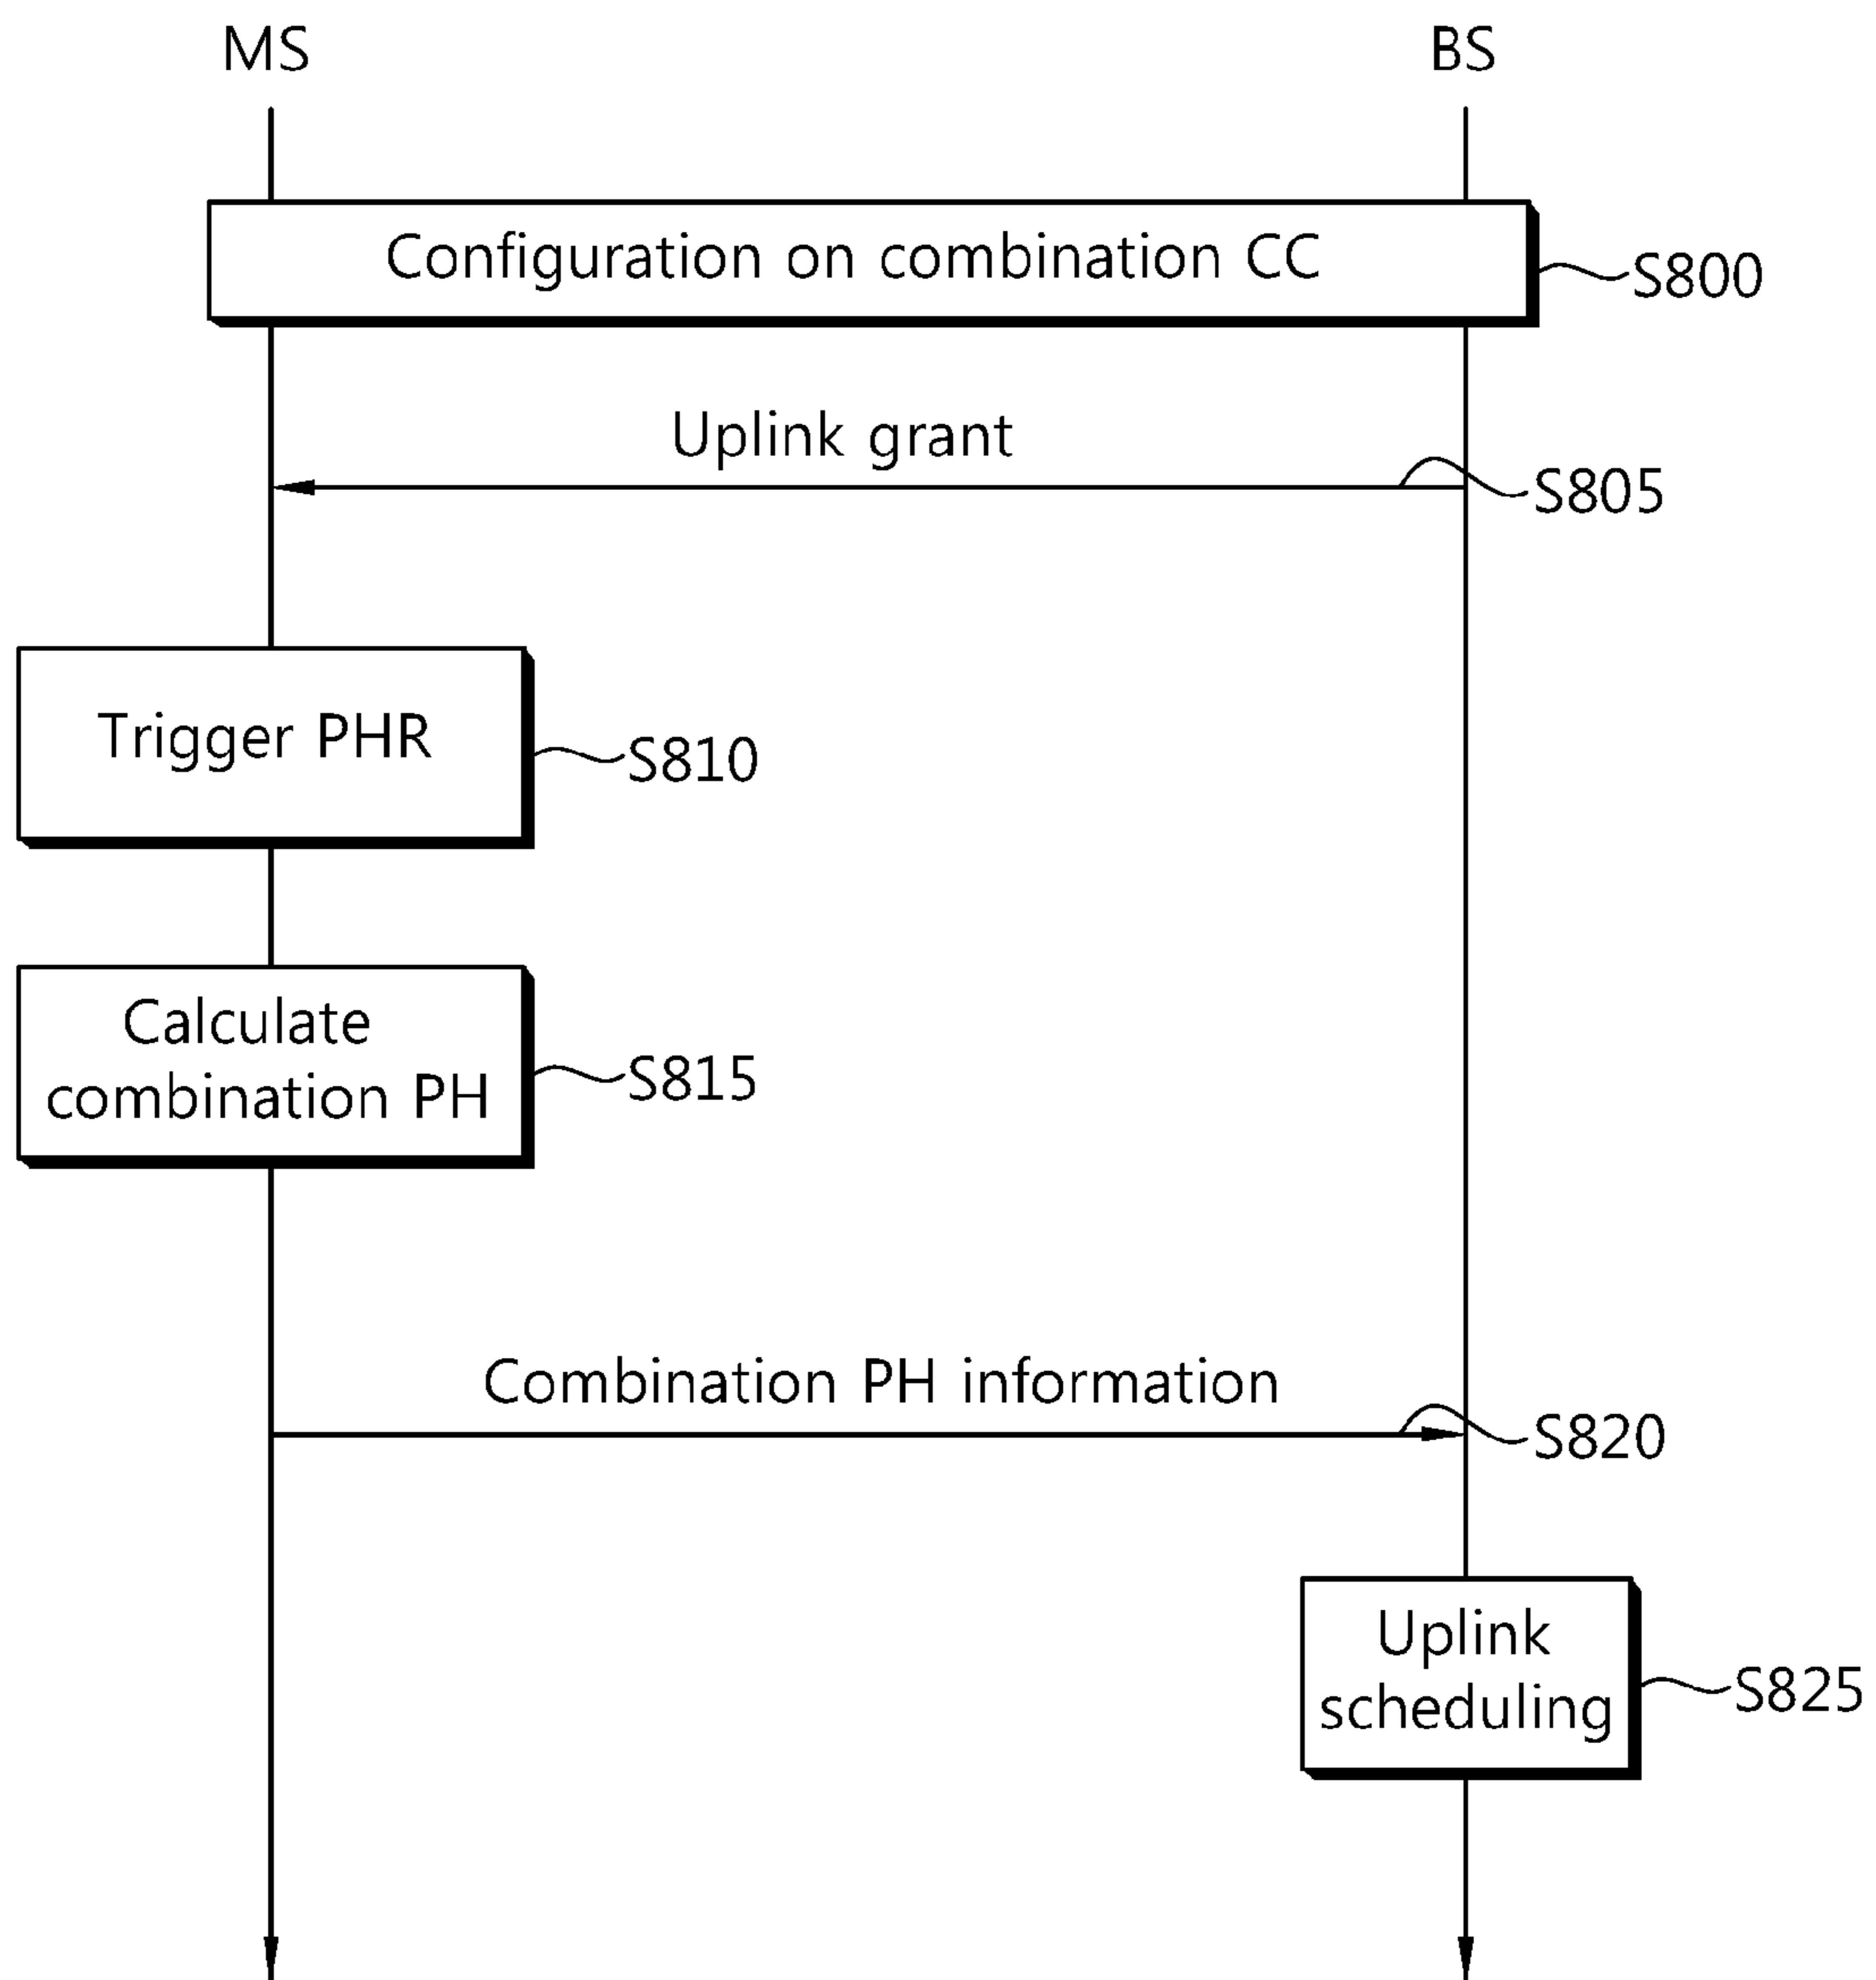 MS
BS
Configuration on combination CC
S800
Uplink grant
S805
Trigger PHR
S810
Calculate
combination PH
S815
Combination PH information
S820
Uplink
scheduling
S825